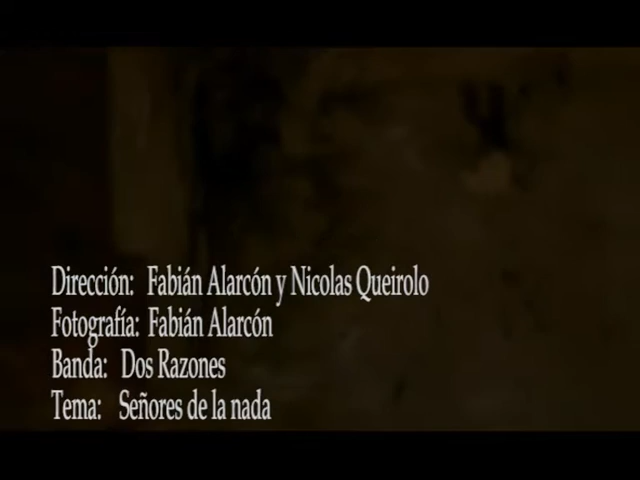 Dirección: Fabián Alarcón y Nicolas Queirolo
Fotografía: Fabián Alarcón
Banda: Dos Razones
Tema: Señores de la nada